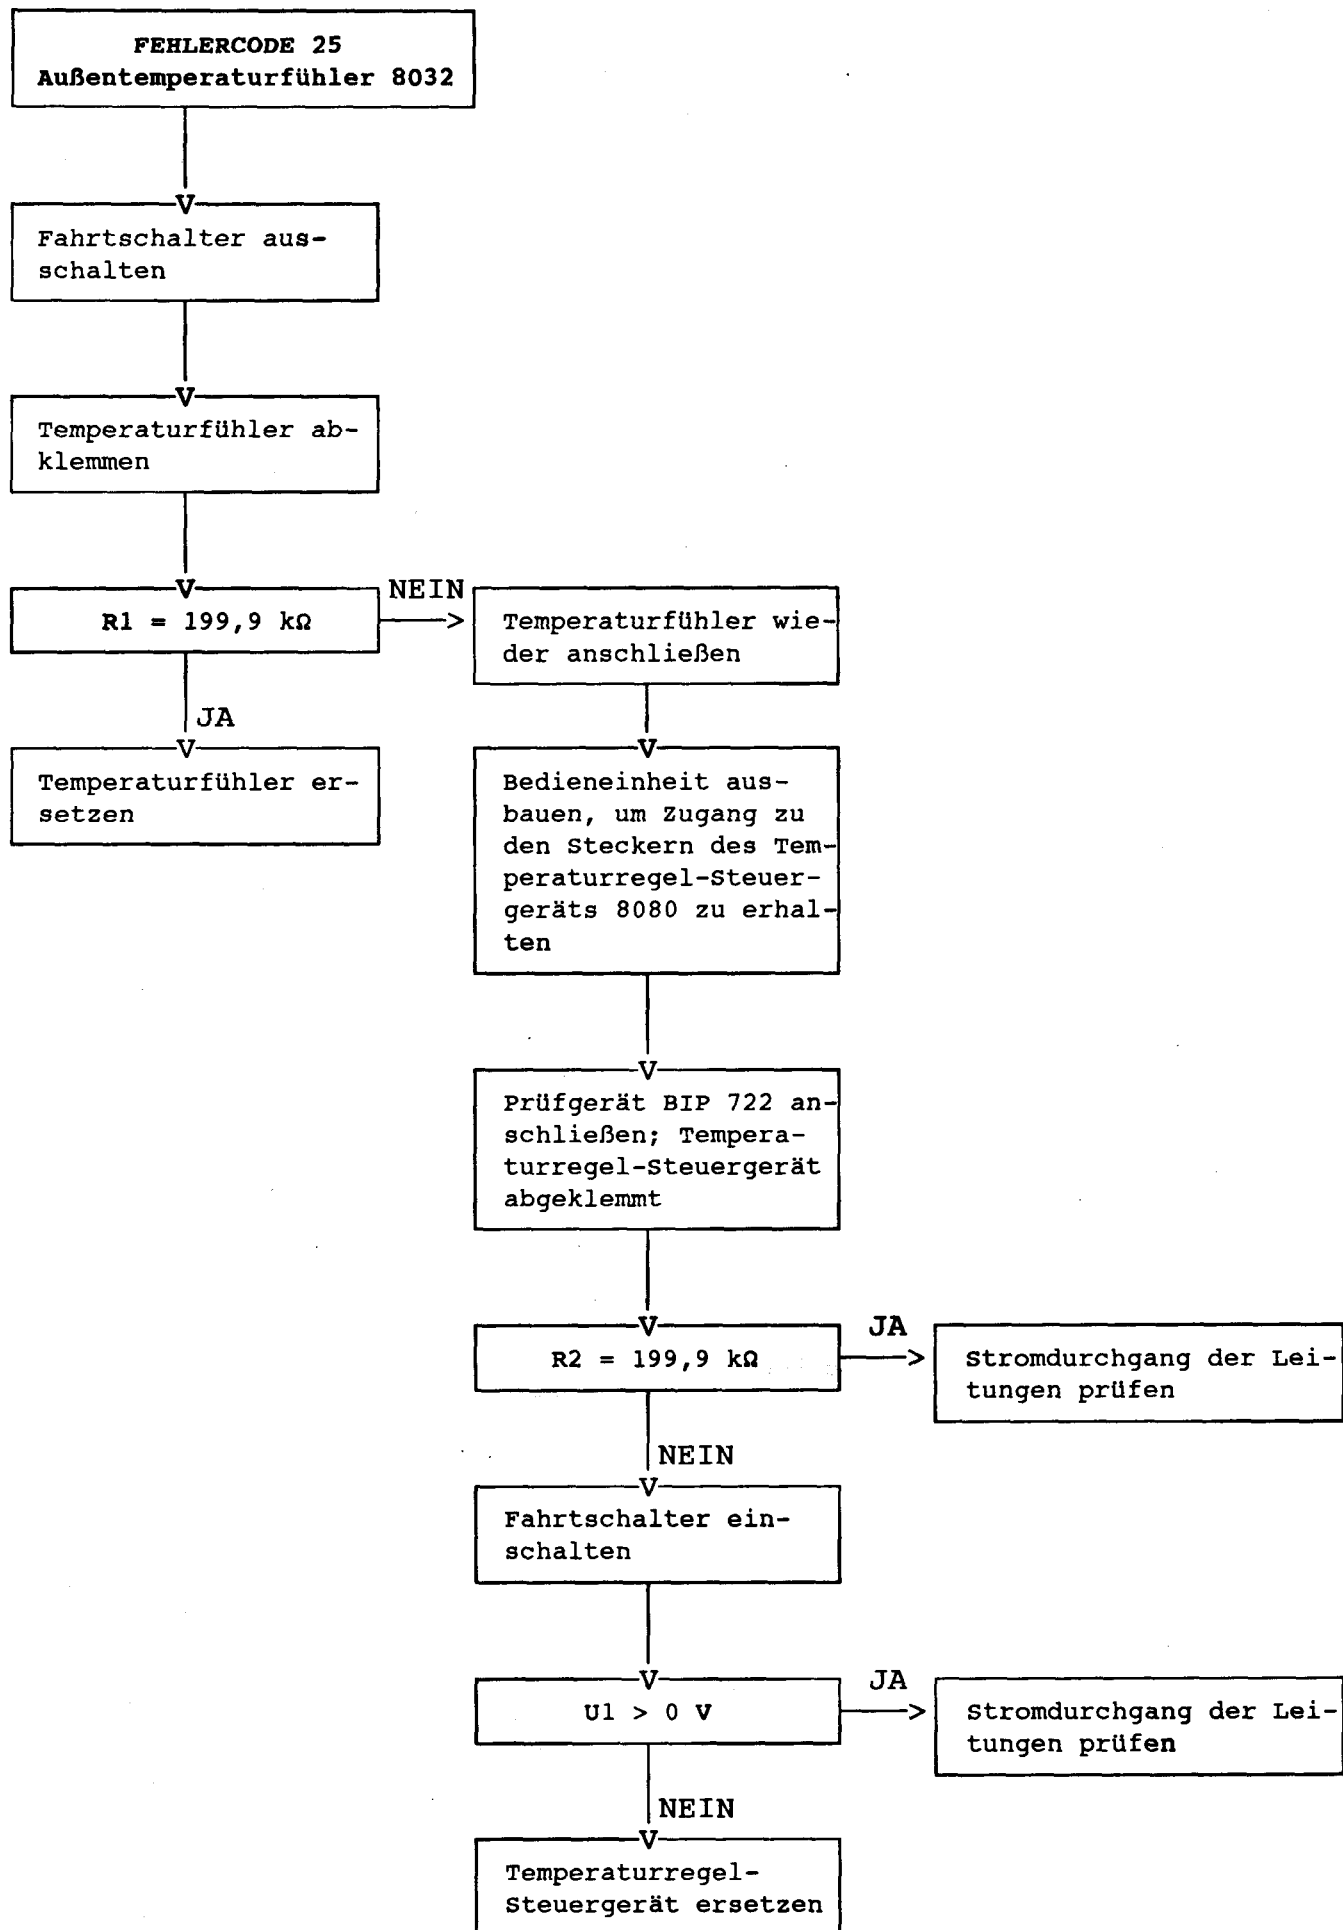 FEHLERCODE 25
Außentemperaturfühler 8032
V
Fahrtschalter aus-
schalten
V
Temperaturfühler ab-
klemmen
V
R1 = 199,9 kΩ
NEIN
>
Temperaturfühler wie-
der anschließen
JA
V
Temperaturfühler er-
setzen
V
Bedieneinheit aus-
bauen, um Zugang zu
den Steckern des Tem-
peraturregel-Steuer-
geräts 8080 zu erhal-
ten
V
Prüfgerät BIP 722 an-
schließen; Tempera-
turregel-Steuergerät
abgeklemmt
V
R2 = 199,9 kΩ
JA
>
Stromdurchgang der Lei-
tungen prüfen
NEIN
V
Fahrtschalter ein-
schalten
V
U1 > 0 V
JA
>
Stromdurchgang der Lei-
tungen prüfen
NEIN
V
Temperaturregel-
Steuergerät ersetzen